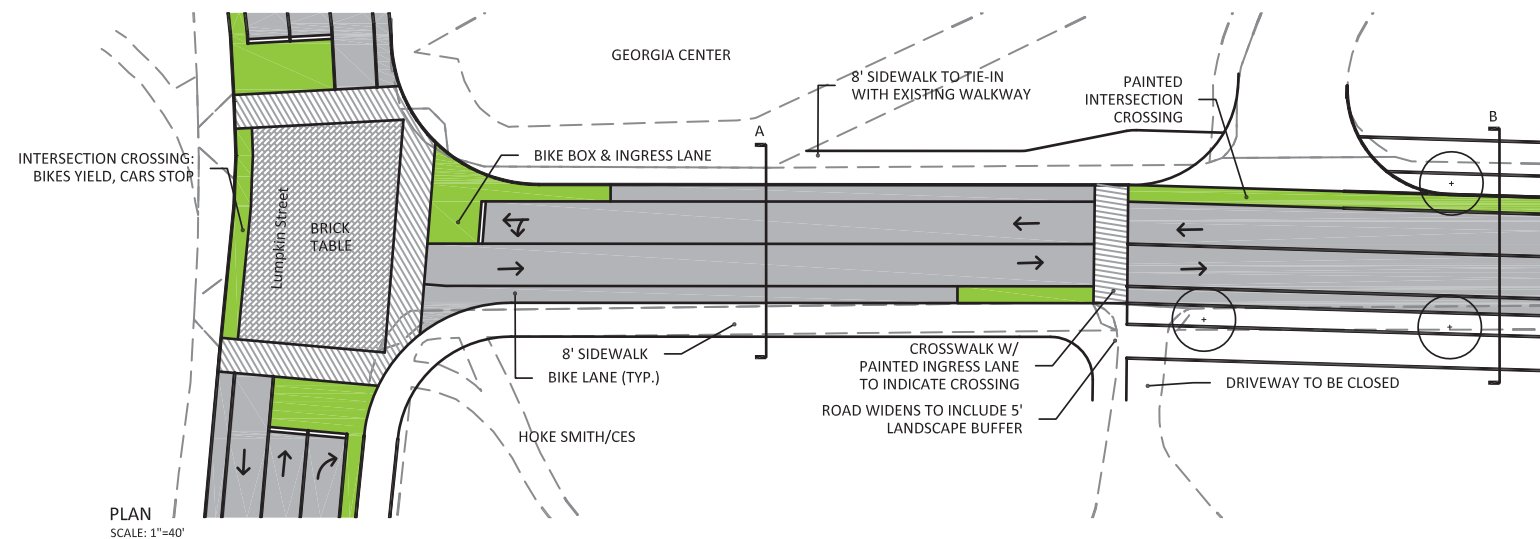 GEORGIA CENTER
8' SIDEWALK TO TIE-IN
WITH EXISTING WALKWAY
PAINTED
INTERSECTION
CROSSING
A
B
INTERSECTION CROSSING:
BIKES YIELD, CARS STOP
BIKE BOX & INGRESS LANE
Lumpkin Street
BRICK
TABLE
8' SIDEWALK
BIKE LANE (TYP.)
CROSSWALK W/
PAINTED INGRESS LANE
TO INDICATE CROSSING
DRIVEWAY TO BE CLOSED
ROAD WIDENS TO INCLUDE 5'
LANDSCAPE BUFFER
HOKE SMITH/CES
PLAN
SCALE: 1"=40'